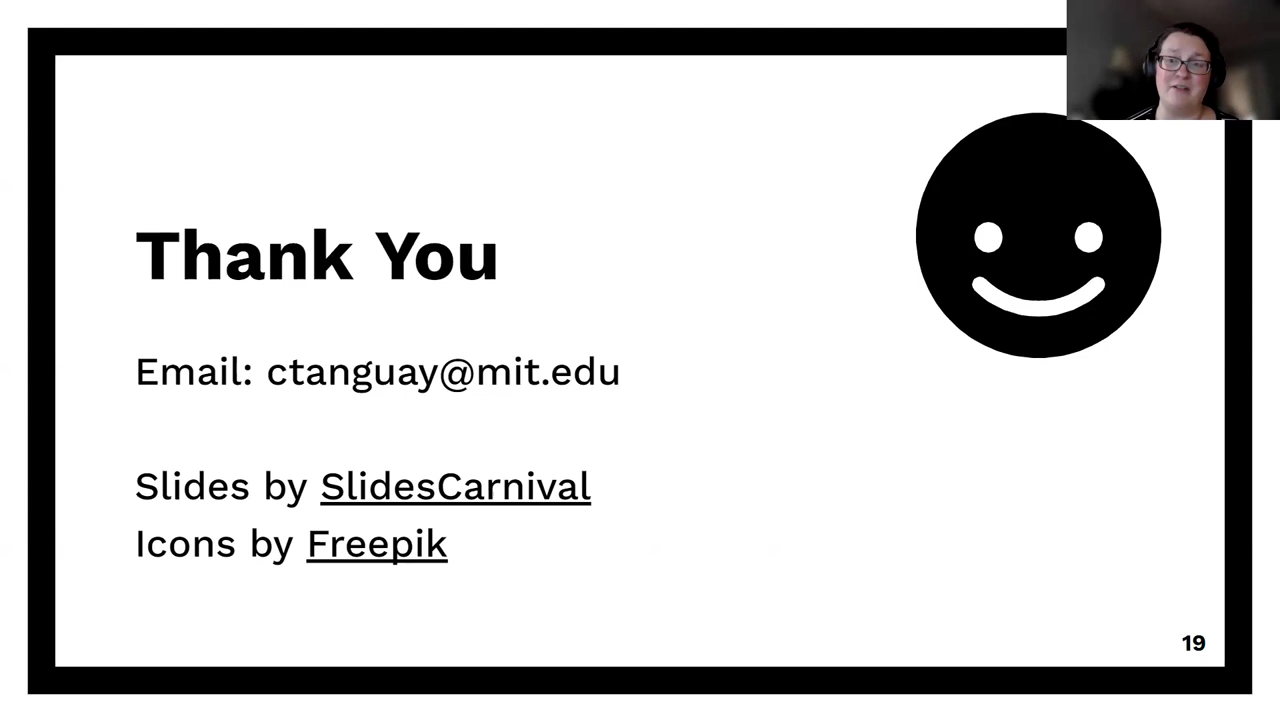 Thank You
Email: ctanguay@mit.edu
Slides by SlidesCarnival
Icons by Freepik
19